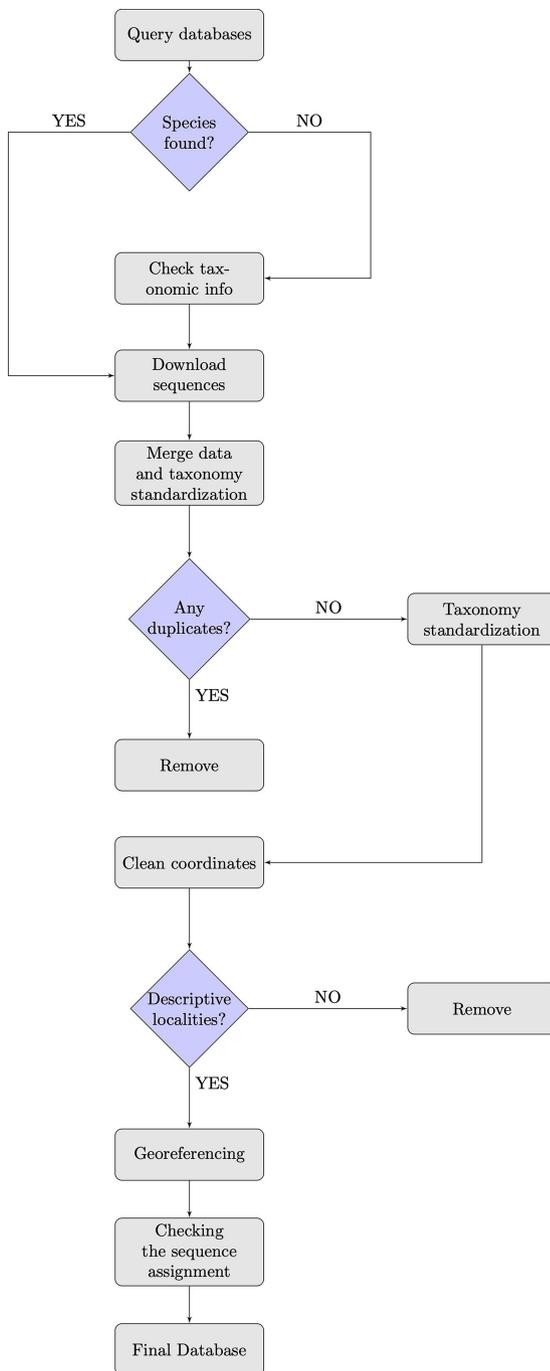 Query databases
YES
Species
found?
NO
Check tax-
onomic info
Download
sequences
Merge data
and taxonomy
standardization
Any
duplicates?
NO
Taxonomy
standardization
YES
Remove
Clean coordinates
Descriptive
localities?
NO
Remove
YES
Georeferencing
Checking
the sequence
assignment
Final Database